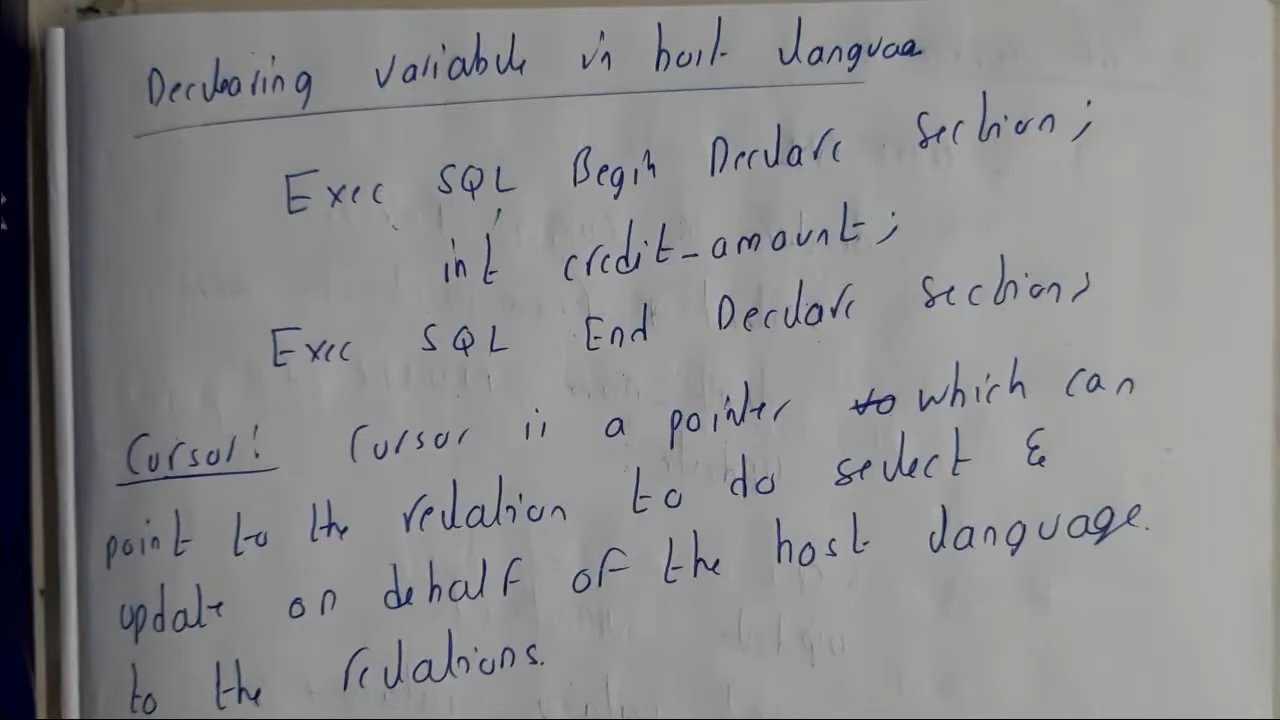 Declaring variable in host languae
Exec SQL Begin Declare section;
int credit-amount;
Exec SQL End Declare section;
Cursor: Cursor is a pointer to which can
point to the relation to do select &
update on behalf of the host language.
to the relations.